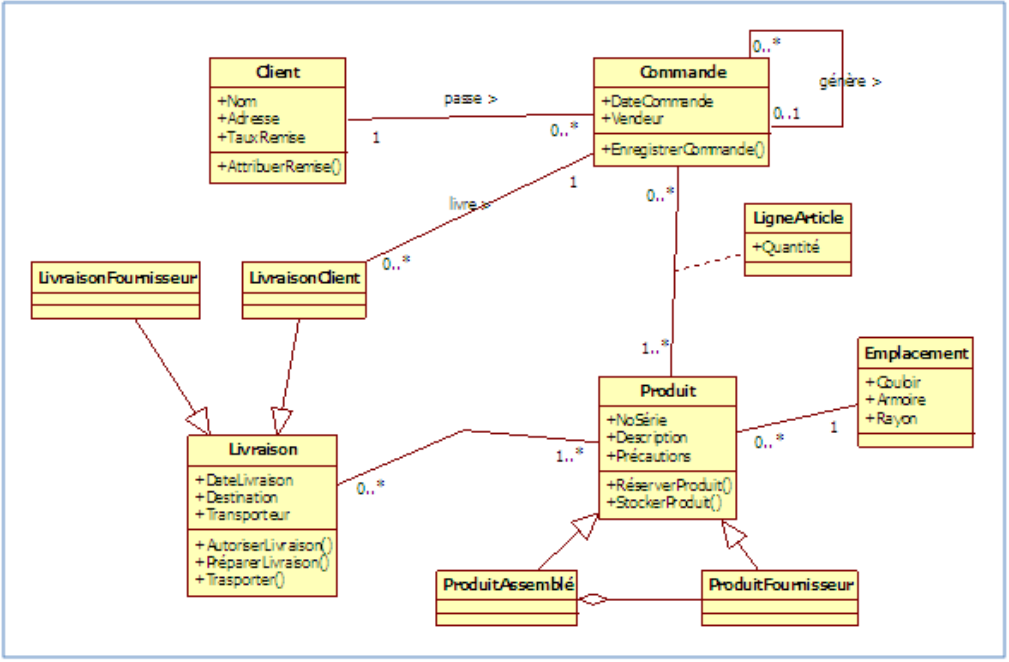 Client
+Nom
+Adresse
+TauxRemise
+AttribuerRemise()
passe >
1
0..*
Commande
+DateCommande
+Vendeur
+EnregistrerCommande()
0..*
génère >
0..1
livre >
1
0..*
0..*
LigneArticle
+Quantité
1..*
LivraisonFournisseur
LivraisonClient
Emplacement
+Couloir
+Armoire
+Rayon
Produit
+NoSérie
+Description
+Précautions
+RéserverProduit()
+StockerProduit()
0..*
1
Livraison
+DateLivraison
+Destination
+Transporteur
+AutoriserLivraison()
+PréparerLivraison()
+Trasporter()
0..*
1..*
ProduitAssemblé
ProduitFournisseur